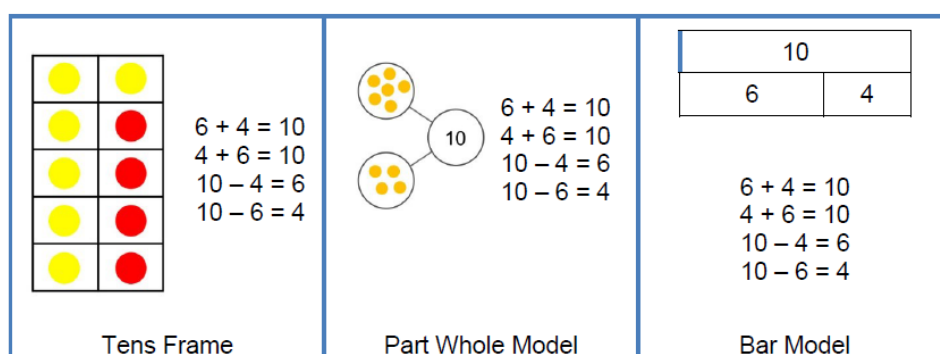 6 + 4 = 10
4 + 6 = 10
10 – 4 = 6
10 – 6 = 4
Tens Frame
10
6 + 4 = 10
4 + 6 = 10
10 – 4 = 6
10 – 6 = 4
Part Whole Model
10
6 4
6 + 4 = 10
4 + 6 = 10
10 – 4 = 6
10 – 6 = 4
Bar Model